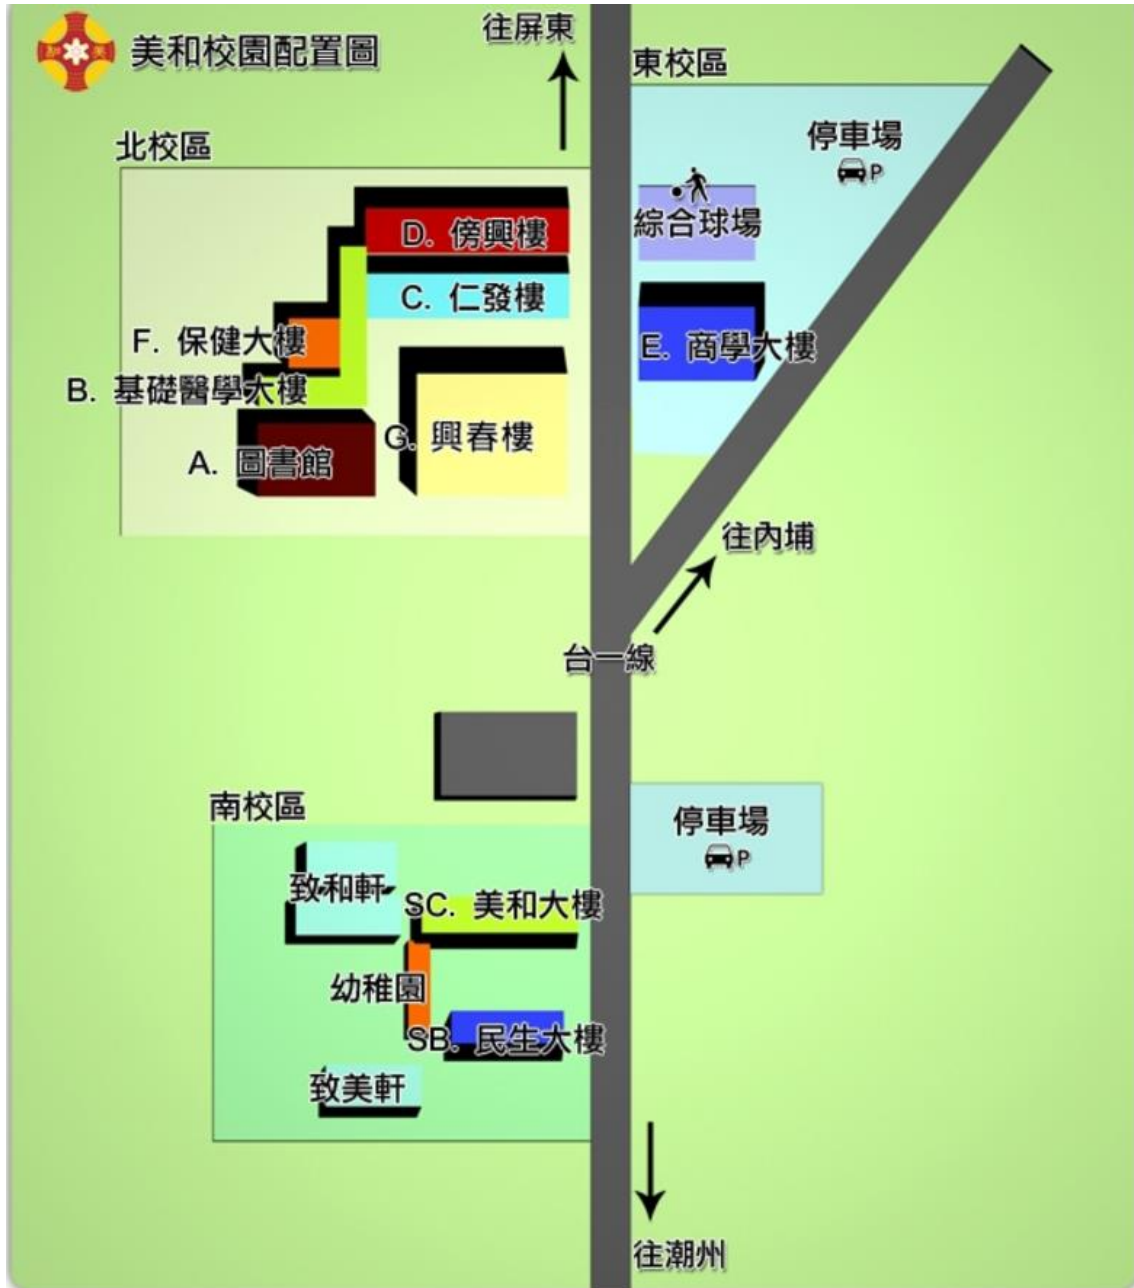 美和校園配置圖
往屏東
東校區
停車場
P
北校區
綜合球場
D. 傍興樓
C. 仁發樓
F. 保健大樓
E. 商學大樓
B. 基礎醫學大樓
G. 興春樓
A. 圖書館
往內埔
台一線
南校區
停車場
P
致和軒
SC. 美和大樓
幼稚園
SB. 民生大樓
致美軒
往潮州